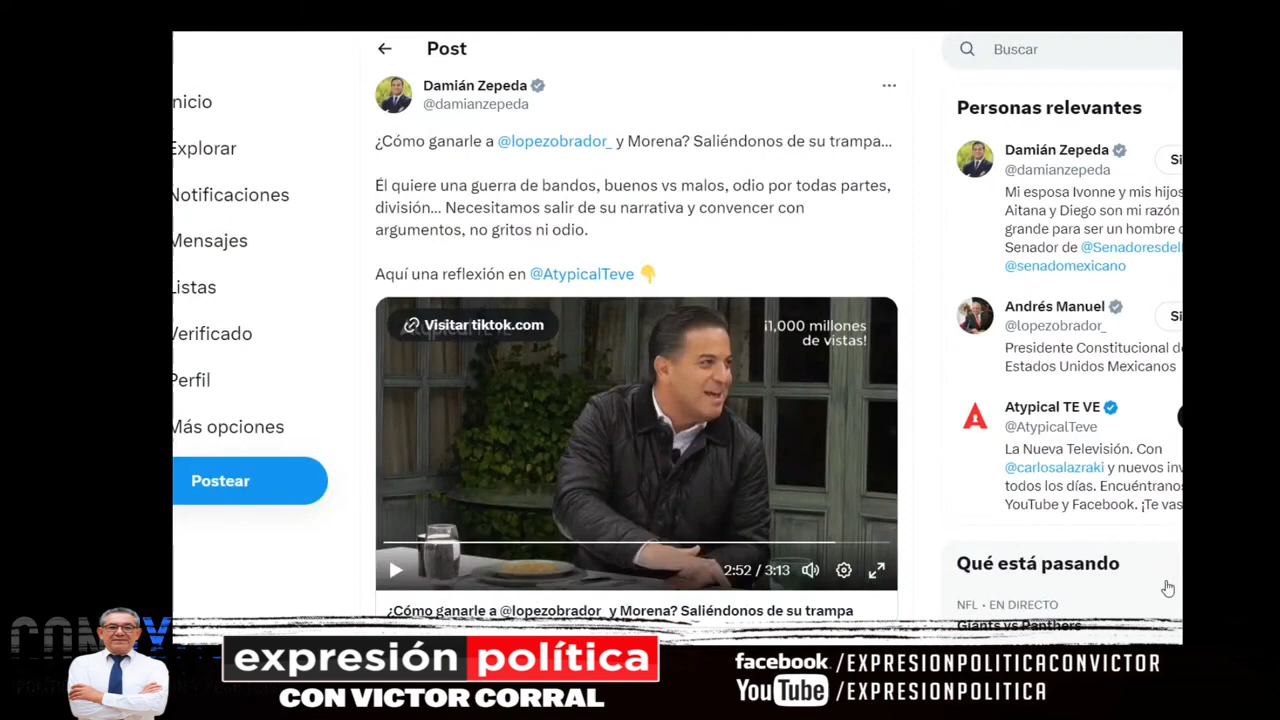 Post
Buscar
Damián Zepeda
@damianzepeda
¿Cómo ganarle a @lopezobrador_ y Morena? Saliéndonos de su trampa...
Él quiere una guerra de bandos, buenos vs malos, odio por todas partes,
división... Necesitamos salir de su narrativa y convencer con
argumentos, no gritos ni odio.
Aquí una reflexión en @AtypicalTeve
Visitar tiktok.com
¡1,000 millones
de vistas!
2:52 / 3:13
¿Cómo ganarle a @lopezobrador_ y Morena? Saliéndonos de su trampa
nicio
Explorar
Notificaciones
Mensajes
Listas
Verificado
Perfil
Más opciones
Postear
Personas relevantes
Damián Zepeda
Si
@damianzepeda
Mi esposa Ivonne y mis hijos
Aitana y Diego son mi razón
grande para ser un hombre
Senador de @Senadoresdel
@senadomexicano
Andrés Manuel
Si
@lopezobrador_
Presidente Constitucional de
Estados Unidos Mexicanos
Atypical TE VE
@AtypicalTeve
La Nueva Televisión. Con
@carlosalazraki y nuevos inv
todos los días. Encuéntranos
YouTube y Facebook. ¡Te vas
Qué está pasando
NFL • EN DIRECTO
Giants vs Panthers
expresión política
CON VICTOR CORRAL
facebook /EXPRESIONPOLITICACONVICTOR
YouTube /EXPRESIONPOLITICA